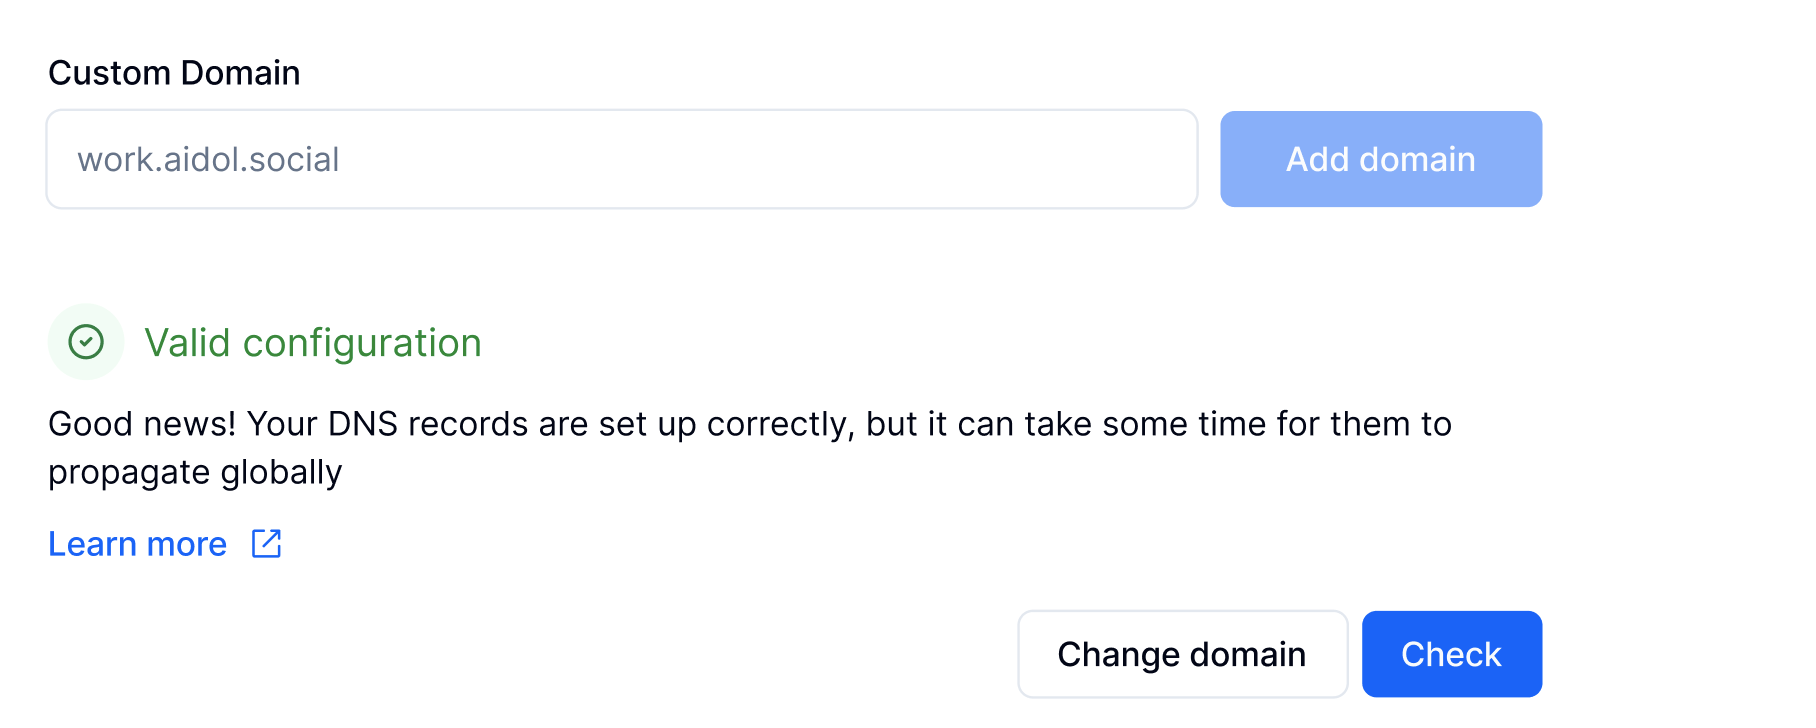 Custom Domain
work.aidol.social
Add domain
Valid configuration
Good news! Your DNS records are set up correctly, but it can take some time for them to
propagate globally
Learn more
Change domain
Check